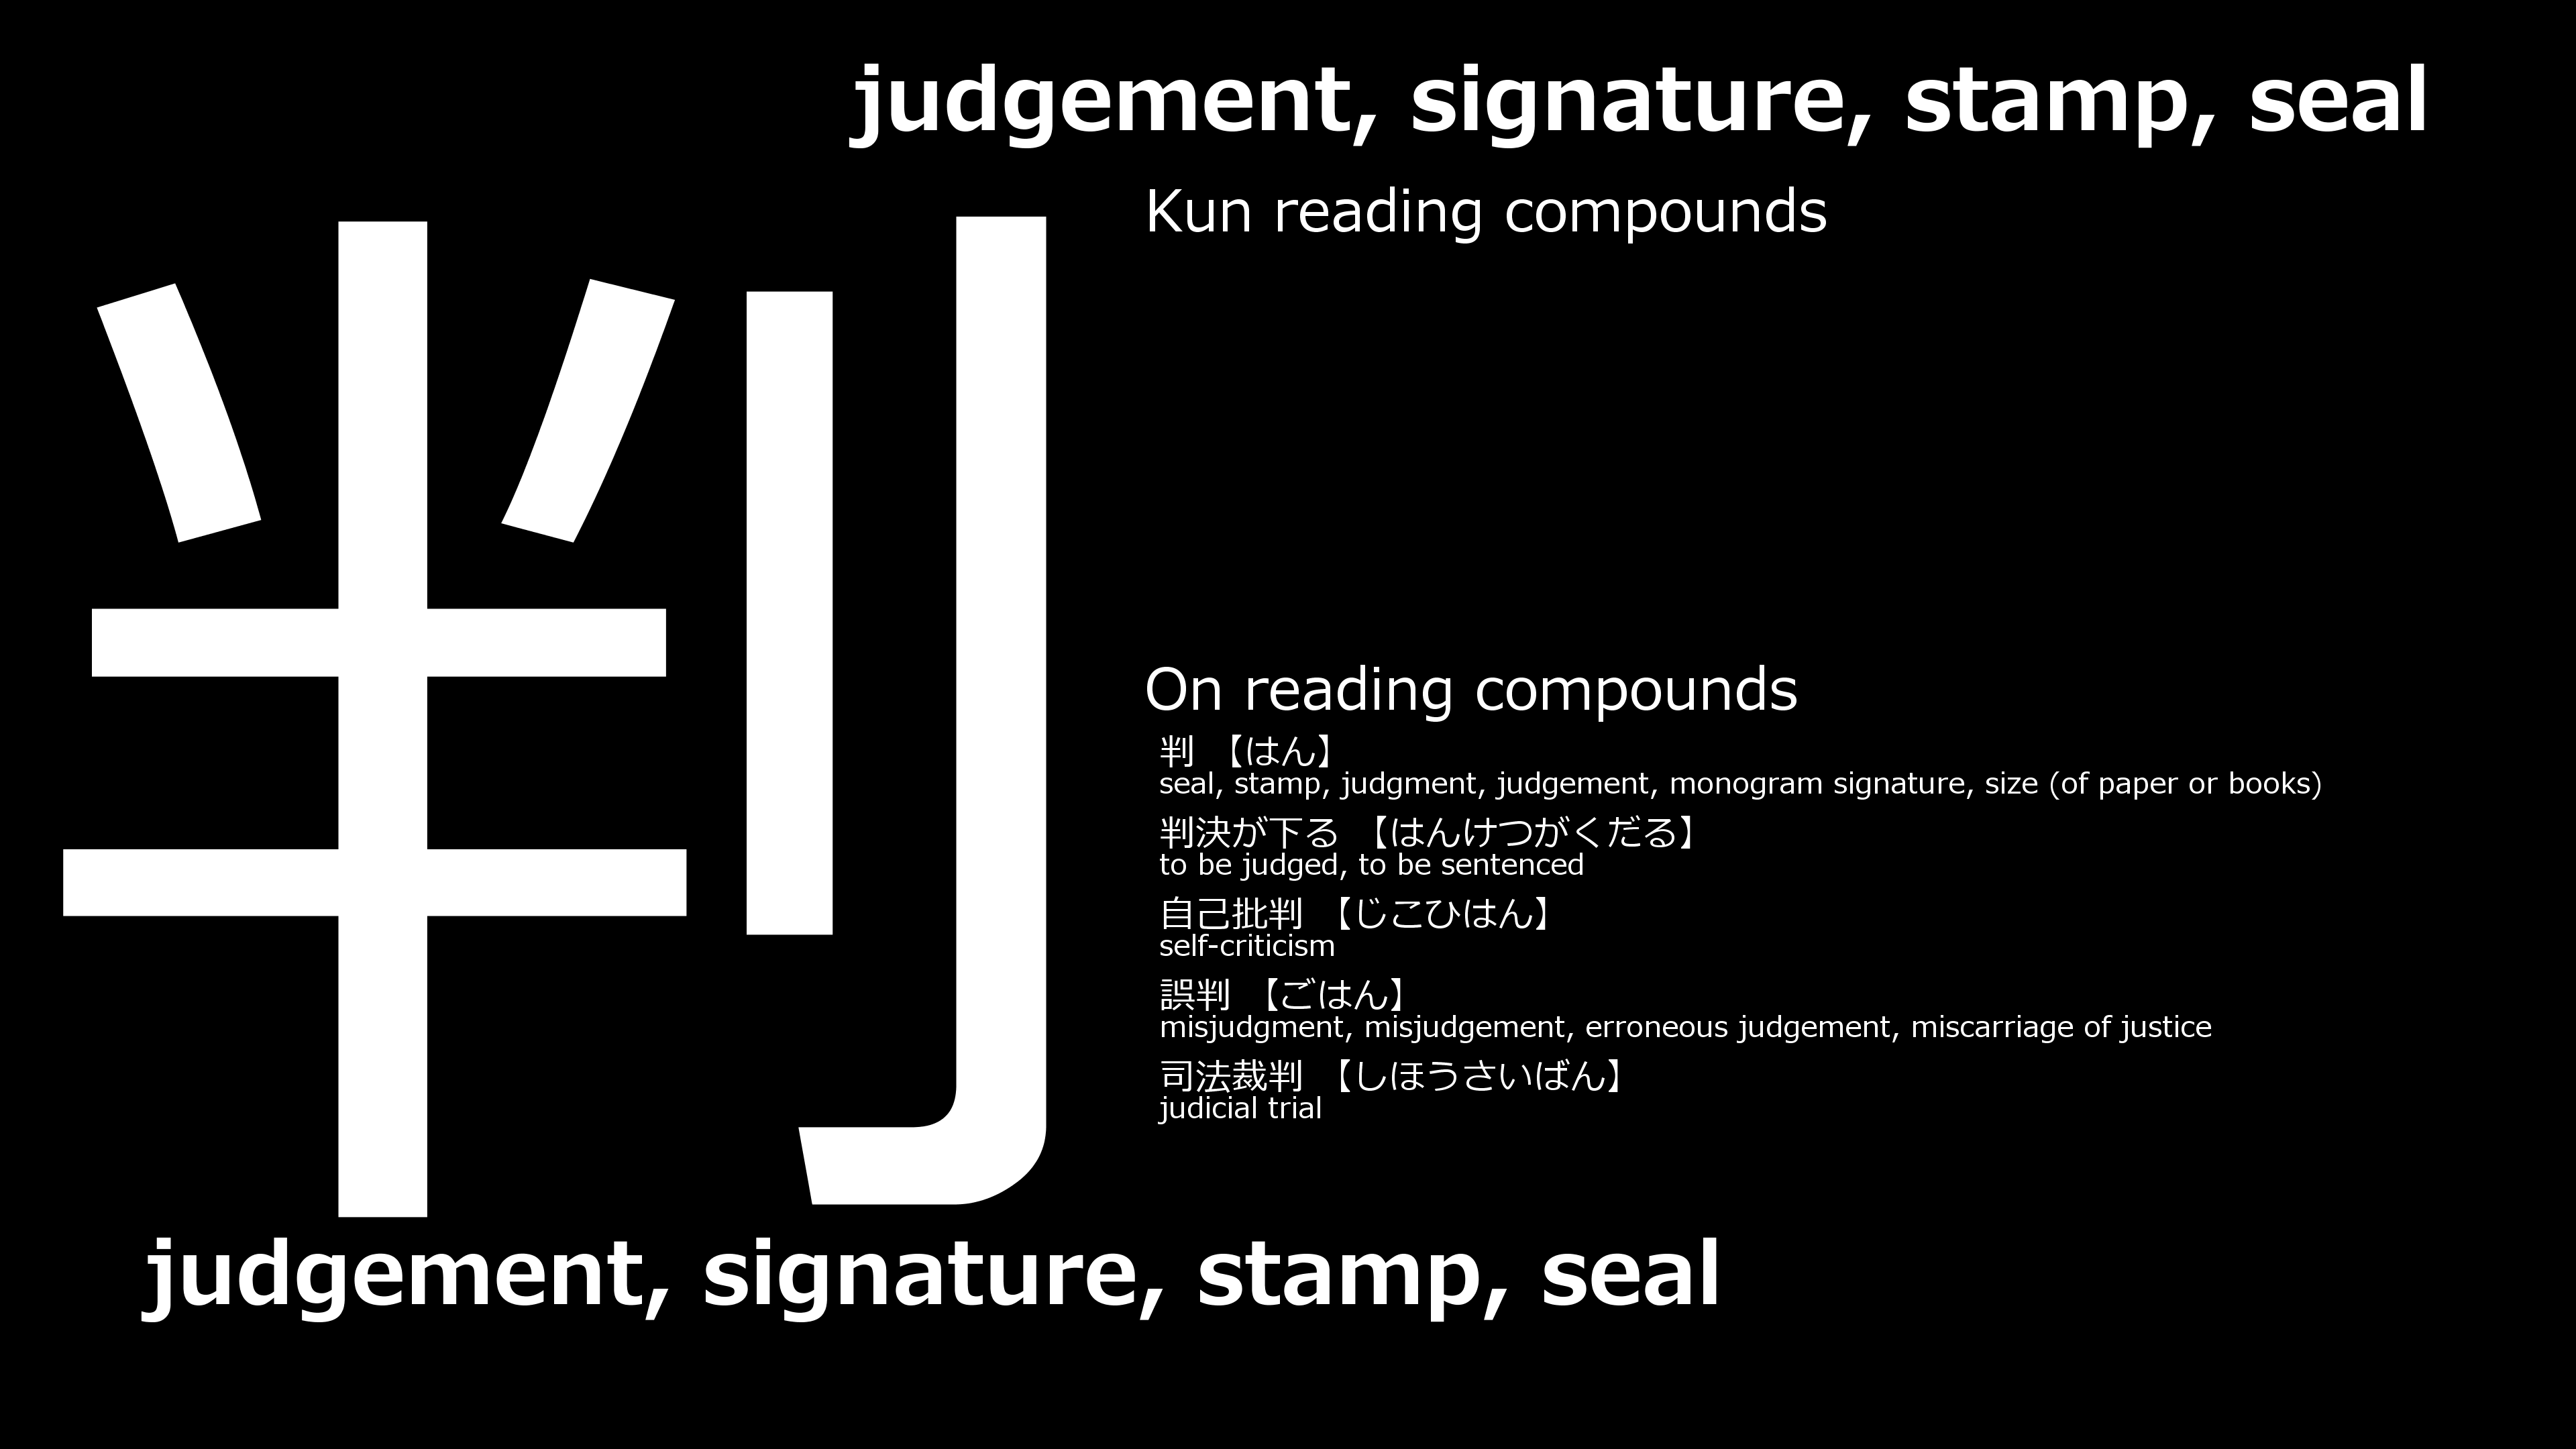 judgement, signature, stamp, seal
判
Kun reading compounds
On reading compounds
判 【はん】
seal, stamp, judgment, judgement, monogram signature, size (of paper or books)
判決が下る 【はんけつがくだる】
to be judged, to be sentenced
自己批判 【じこひはん】
self-criticism
誤判 【ごはん】
misjudgment, misjudgement, erroneous judgement, miscarriage of justice
司法裁判 【しほうさいばん】
judicial trial
judgement, signature, stamp, seal